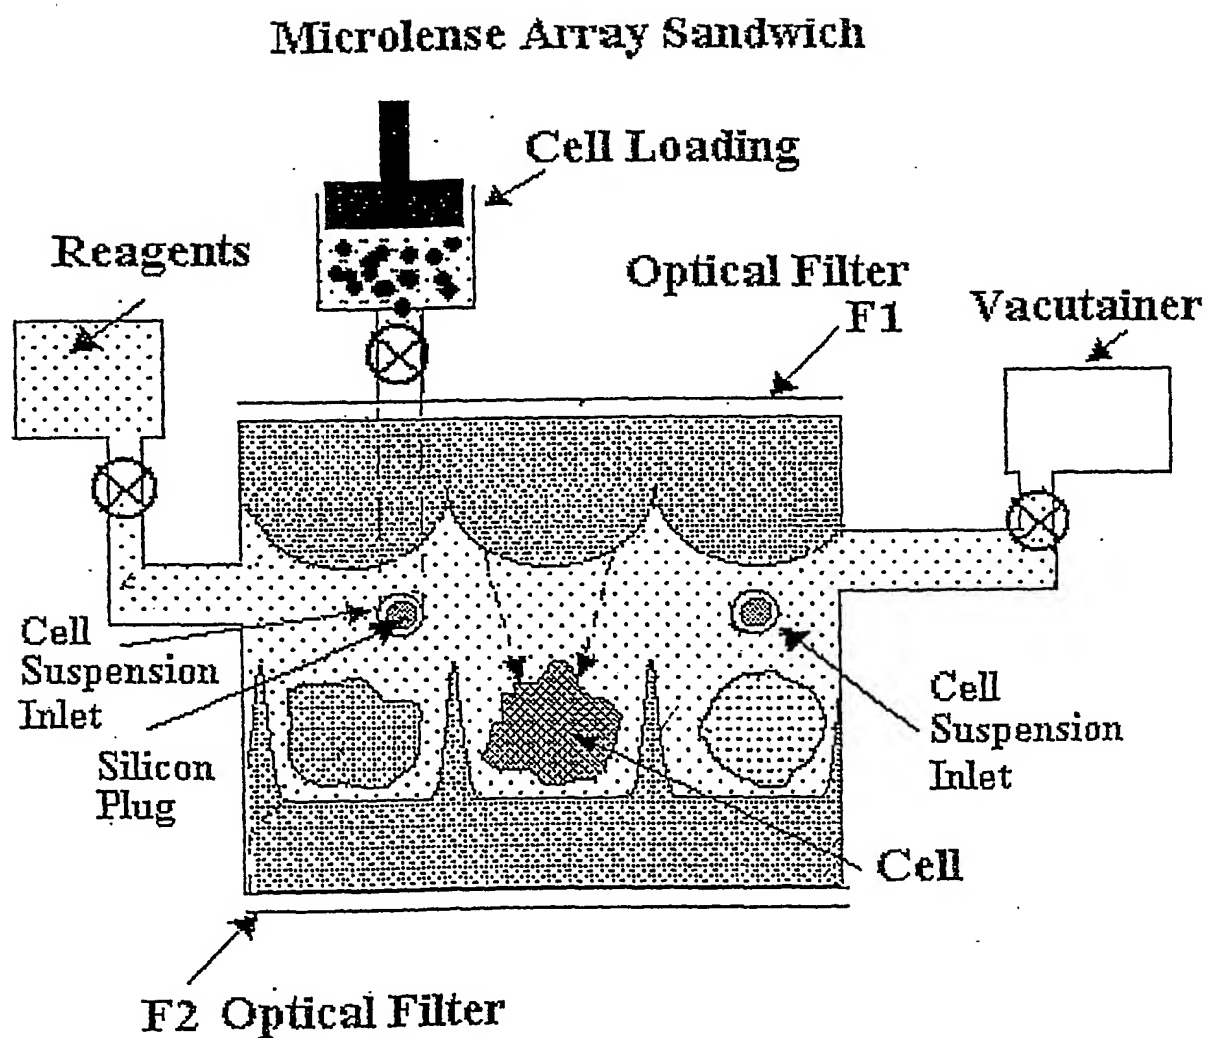 Microlense Array Sandwich
Cell Loading
Reagents
Optical Filter
F1
Vacutainer
Cell
Suspension
Inlet
Silicon
Plug
Cell
Suspension
Inlet
Cell
F2 Optical Filter